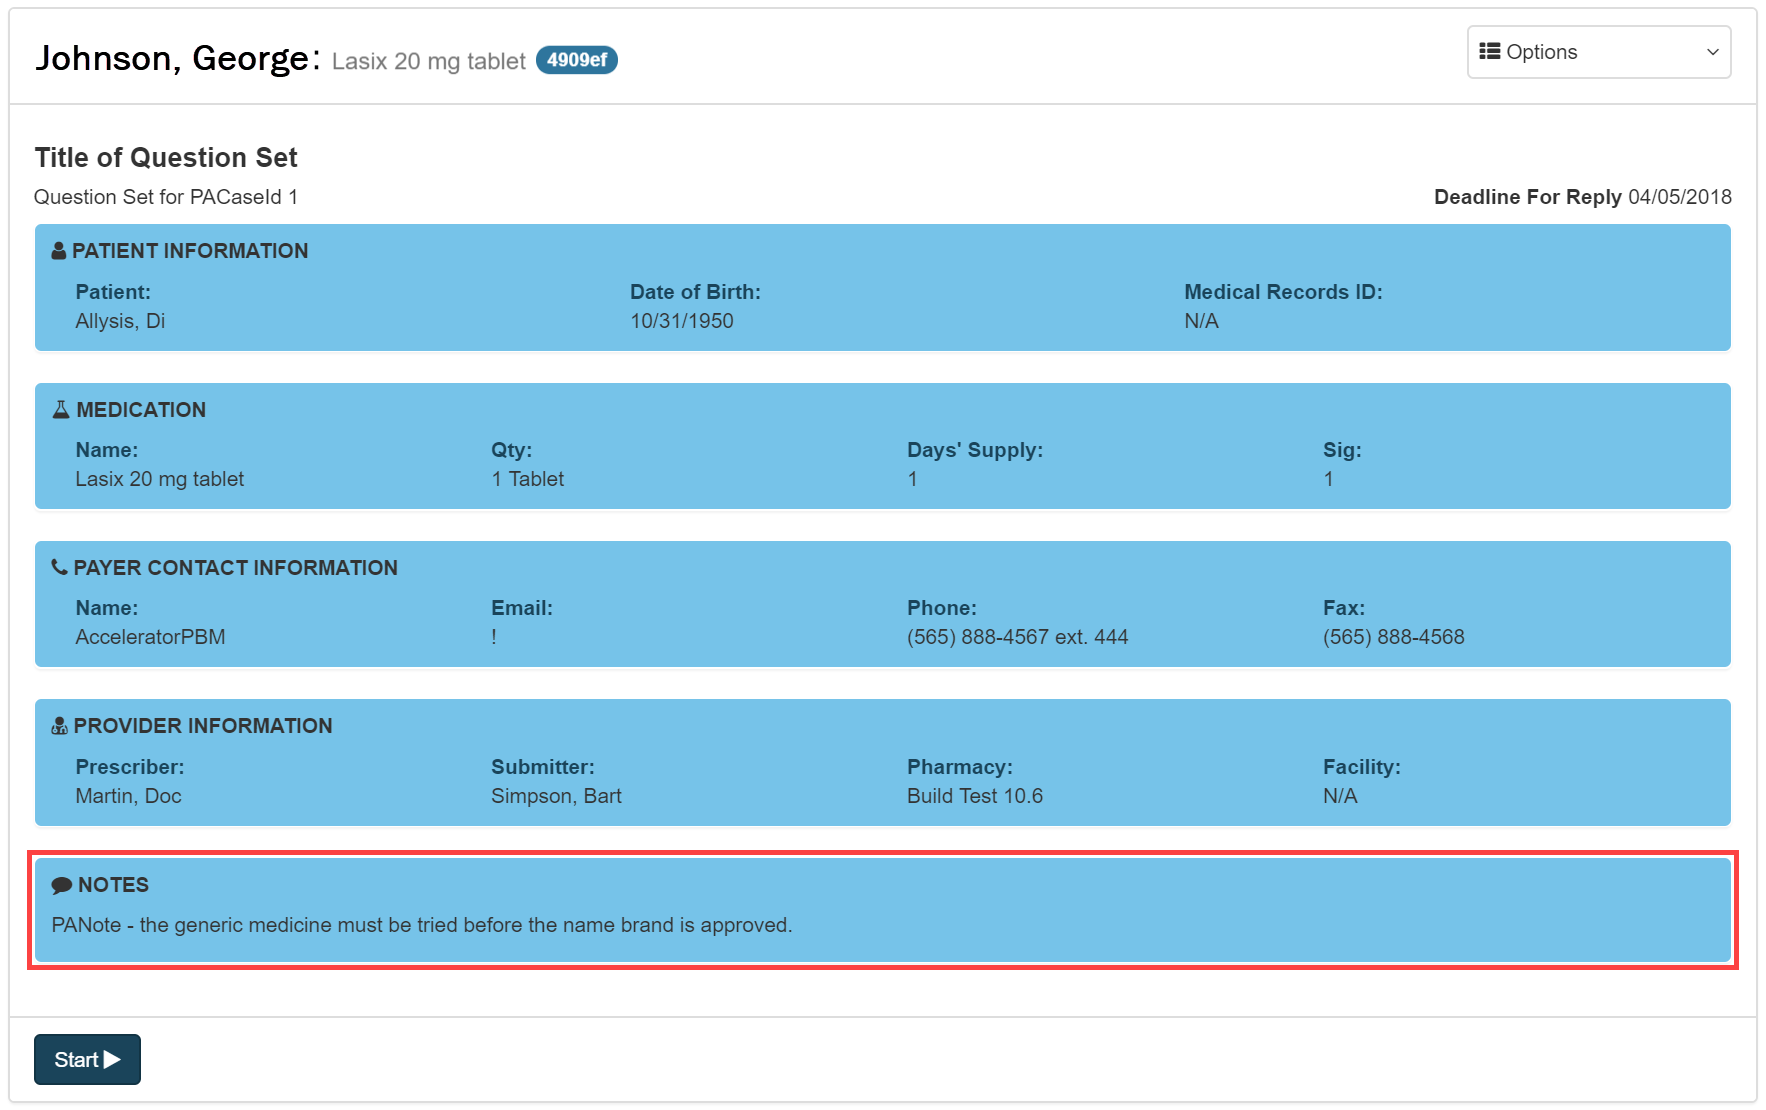 Johnson, George: Lasix 20 mg tablet 4909ef
Options
Title of Question Set
Question Set for PACaseId 1
Deadline For Reply 04/05/2018
PATIENT INFORMATION
Patient: Date of Birth: Medical Records ID:
Allysis, Di 10/31/1950 N/A
MEDICATION
Name: Qty: Days' Supply: Sig:
Lasix 20 mg tablet 1 Tablet 1 1
PAYER CONTACT INFORMATION
Name: Email: Phone: Fax:
AcceleratorPBM ! (565) 888-4567 ext. 444 (565) 888-4568
PROVIDER INFORMATION
Prescriber: Submitter: Pharmacy: Facility:
Martin, Doc Simpson, Bart Build Test 10.6 N/A
NOTES
PANote - the generic medicine must be tried before the name brand is approved.
Start